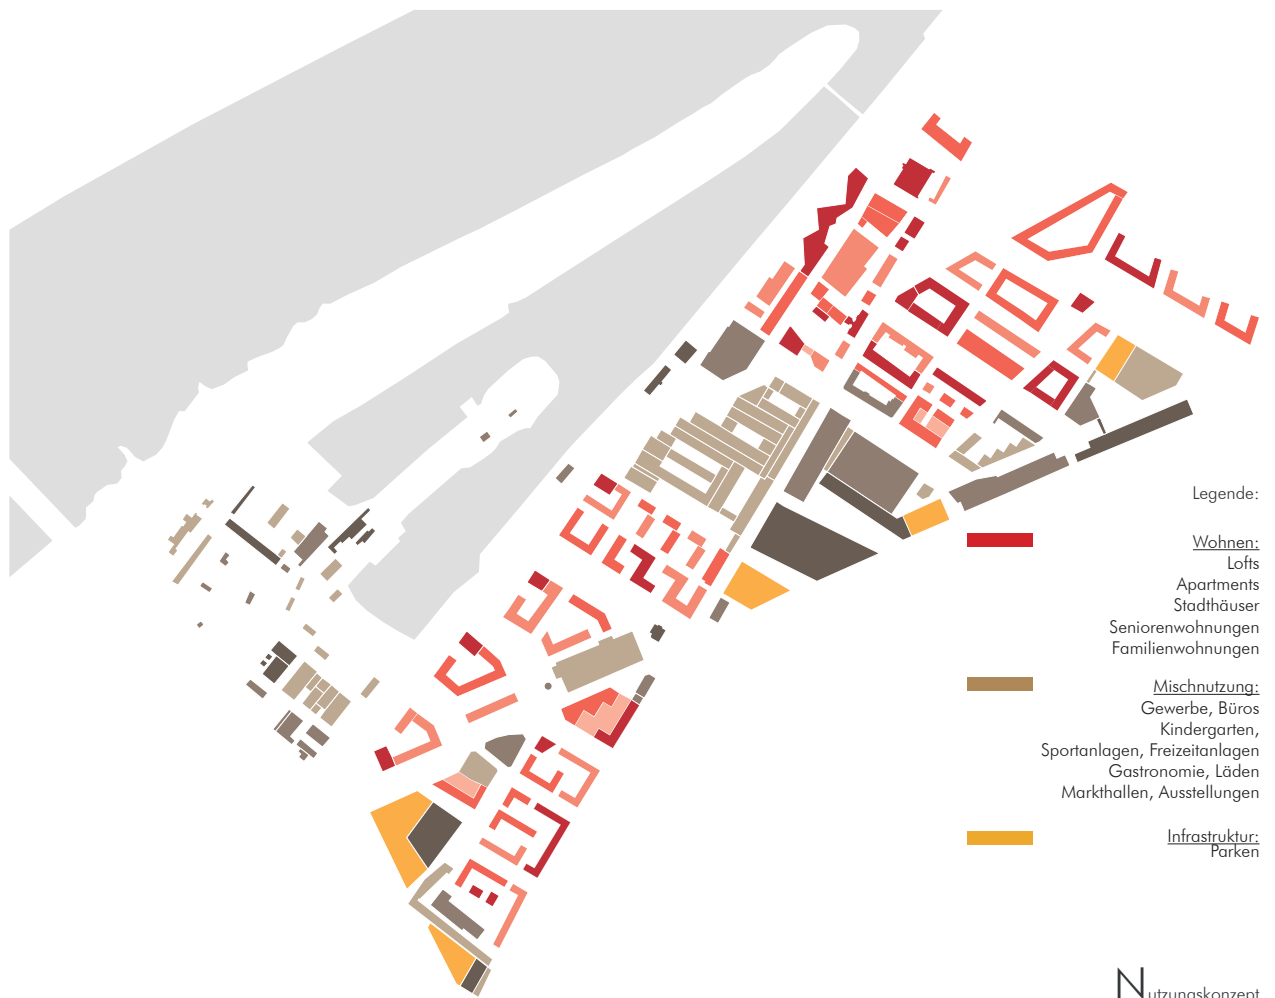 Legende:
Wohnen:
Lofts
Apartments
Stadthäuser
Seniorenwohnungen
Familienwohnungen
Mischnutzung:
Gewerbe, Büros
Kindergarten,
Sportanlagen, Freizeitanlagen
Gastronomie, Läden
Markthallen, Ausstellungen
Infrastruktur:
Parken
Nutzungskonzept